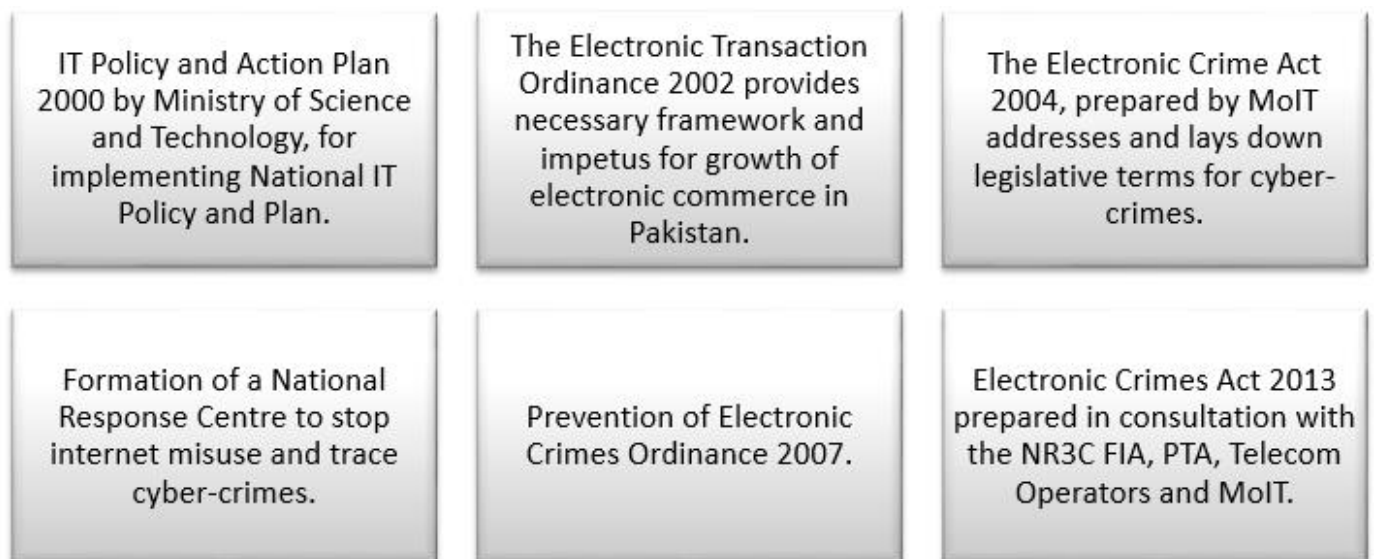 IT Policy and Action Plan
2000 by Ministry of Science
and Technology, for
implementing National IT
Policy and Plan.
The Electronic Transaction
Ordinance 2002 provides
necessary framework and
impetus for growth of
electronic commerce in
Pakistan.
The Electronic Crime Act
2004, prepared by MoIT
addresses and lays down
legislative terms for cyber-
crimes.
Formation of a National
Response Centre to stop
internet misuse and trace
cyber-crimes.
Prevention of Electronic
Crimes Ordinance 2007.
Electronic Crimes Act 2013
prepared in consultation with
the NR3C FIA, PTA, Telecom
Operators and MoIT.